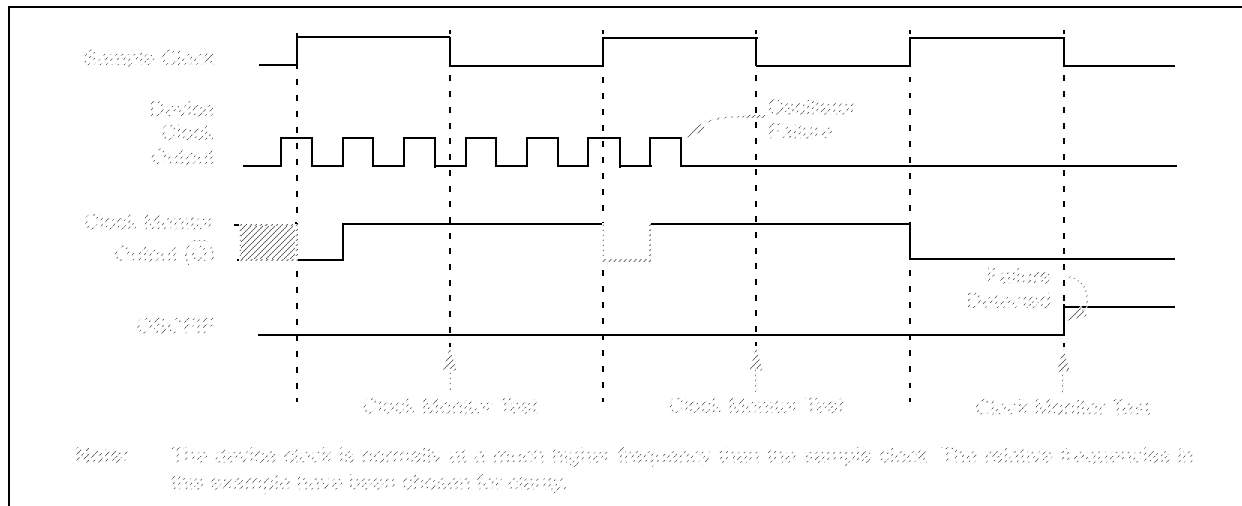 Sample Clock
Device
Clock
Output
Oscillator
Failure
Clock Monitor
Output (Q)
Failure
Detected
OSCFIF
Clock Monitor Test
Clock Monitor Test
Clock Monitor Test
Note: The device clock is normally at a much higher frequency than the sample clock. The relative frequencies in
this example have been chosen for clarity.